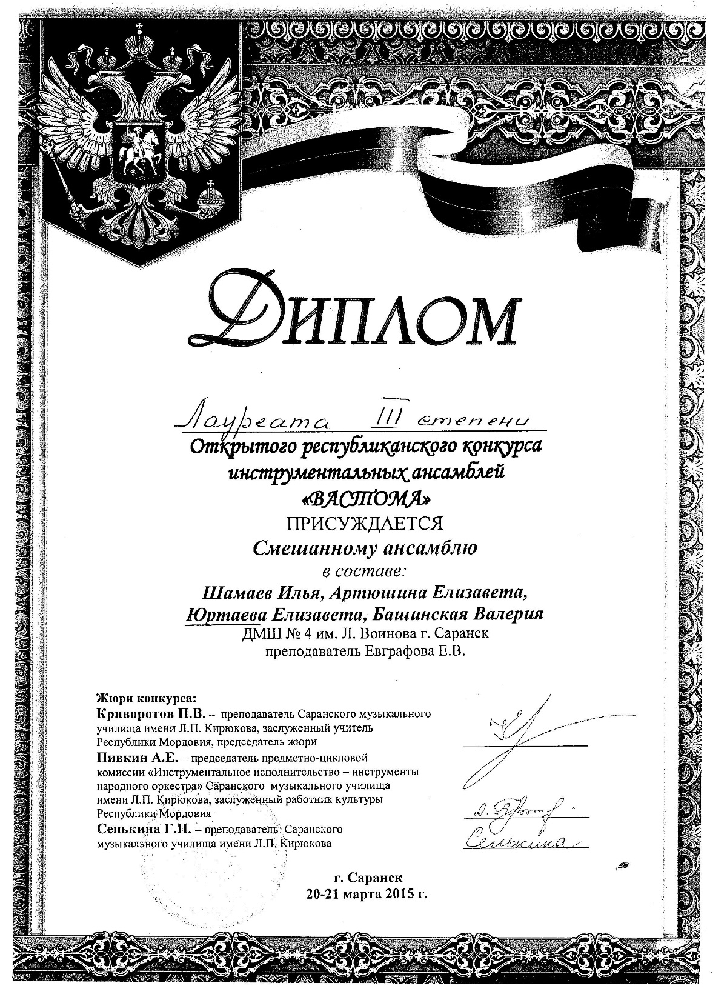 Диплом
Лауреата III степени
Открытого республиканского конкурса
инструментальных ансамблей
«ВАСТОМА»
ПРИСУЖДАЕТСЯ
Смешанному ансамблю
в составе:
Шамаев Илья, Артюшина Елизавета,
Юртаева Елизавета, Башинская Валерия
ДМШ № 4 им. Л. Воинова г. Саранск
преподаватель Евграфова Е.В.
Жюри конкурса:
Криворотов П.В. – преподаватель Саранского музыкального
училища имени Л.П. Кирюкова, заслуженный учитель
Республики Мордовия, председатель жюри
Пивкин А.Е. – председатель предметно-цикловой
комиссии «Инструментальное исполнительство – инструменты
народного оркестра» Саранского музыкального училища
имени Л.П. Кирюкова, заслуженный работник культуры
Республики Мордовия
Сенькина Г.Н. – преподаватель Саранского
музыкального училища имени Л.П. Кирюкова
Сенькина
г. Саранск
20-21 марта 2015 г.